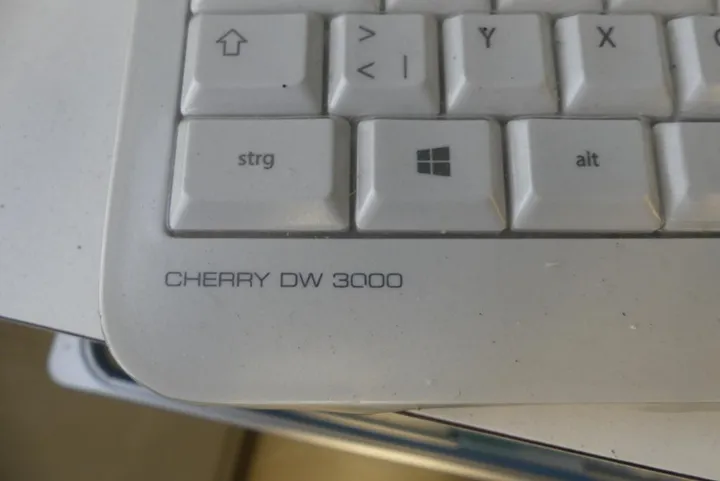 >
< |
Y
X
strg
alt
CHERRY DW 3000